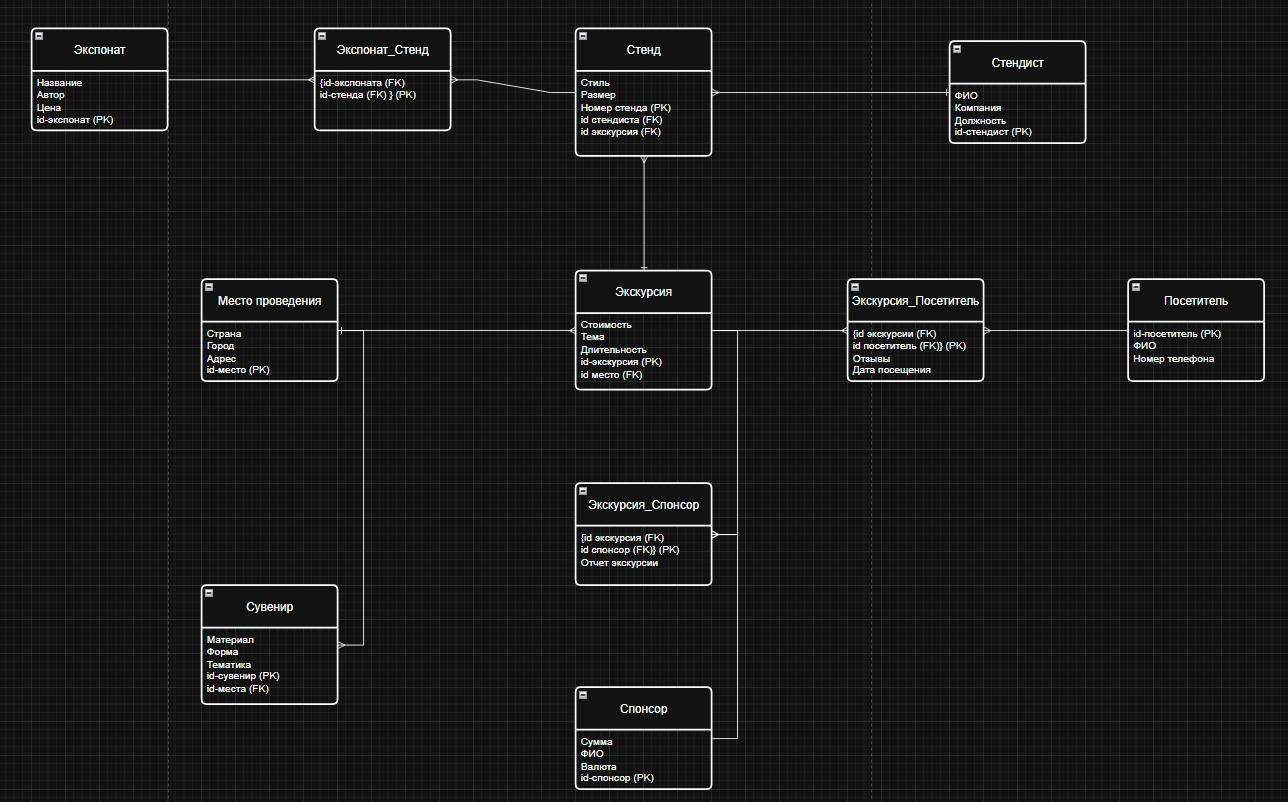 Экспонат
Название
Автор
Цена
id-экспонат (PK)
Экспонат_Стенд
{id-экспоната (FK)
id-стенда (FK) } (PK)
Стенд
Стиль
Размер
Номер стенда (PK)
id стендиста (FK)
id экскурсия (FK)
Стендист
ФИО
Компания
Должность
id-стендист (PK)
Место проведения
Страна
Город
Адрес
id-место (PK)
Экскурсия
Стоимость
Тема
Длительность
id-экскурсия (PK)
id место (FK)
Экскурсия_Посетитель
{id экскурсии (FK)
id посетитель (FK)} (PK)
Отзывы
Дата посещения
Посетитель
id-посетитель (PK)
ФИО
Номер телефона
Экскурсия_Спонсор
{id экскурсия (FK)
id спонсор (FK)} (PK)
Отчет экскурсии
Сувенир
Материал
Форма
Тематика
id-сувенир (PK)
id-места (FK)
Спонсор
Сумма
ФИО
Валюта
id-спонсор (PK)